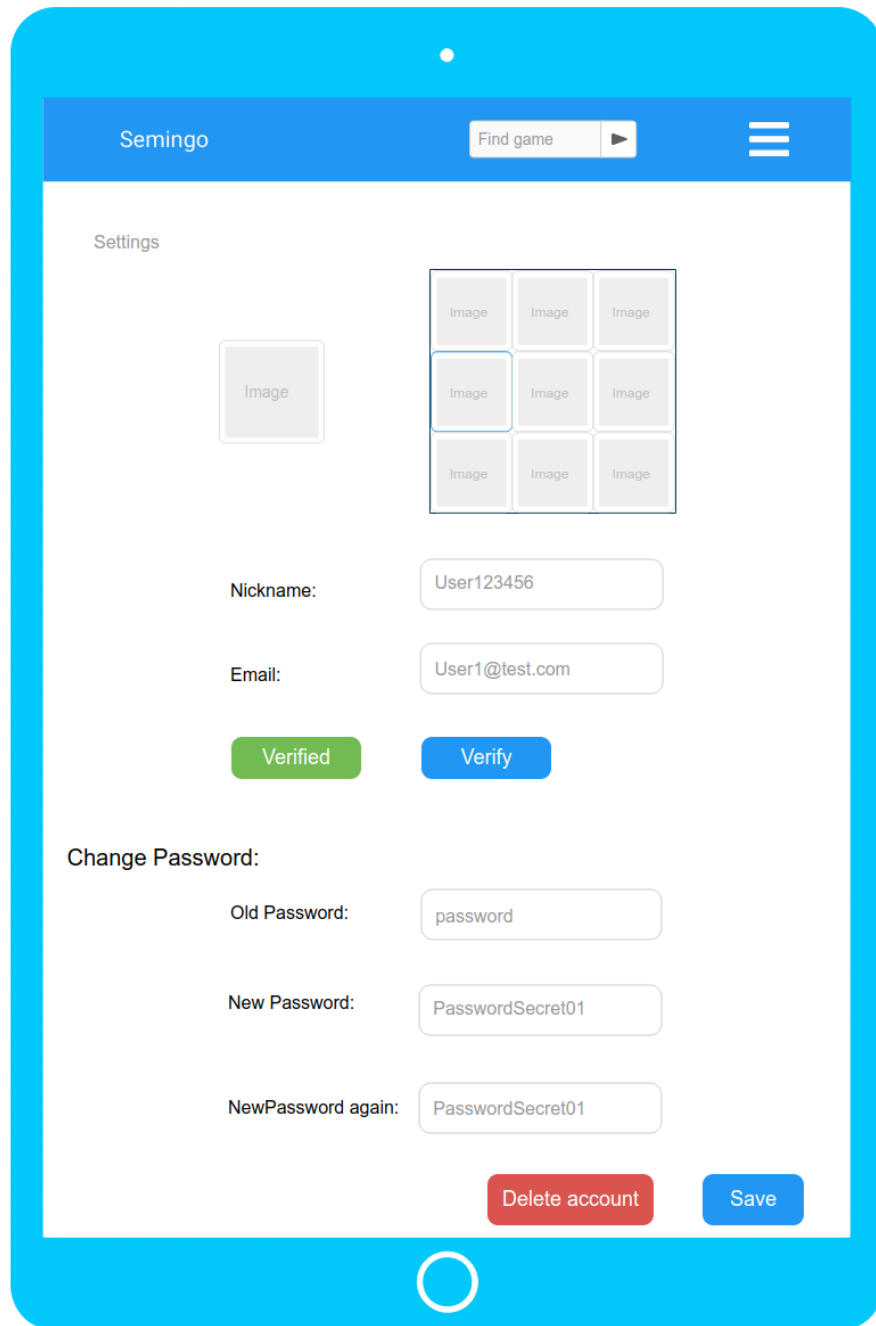 Semingo
Find game
Settings
Image Image Image
Image
Image Image Image
Image Image Image
Nickname:
User123456
Email:
User1@test.com
Verified
Verify
Change Password:
Old Password:
password
New Password:
PasswordSecret01
NewPassword again:
PasswordSecret01
Delete account
Save